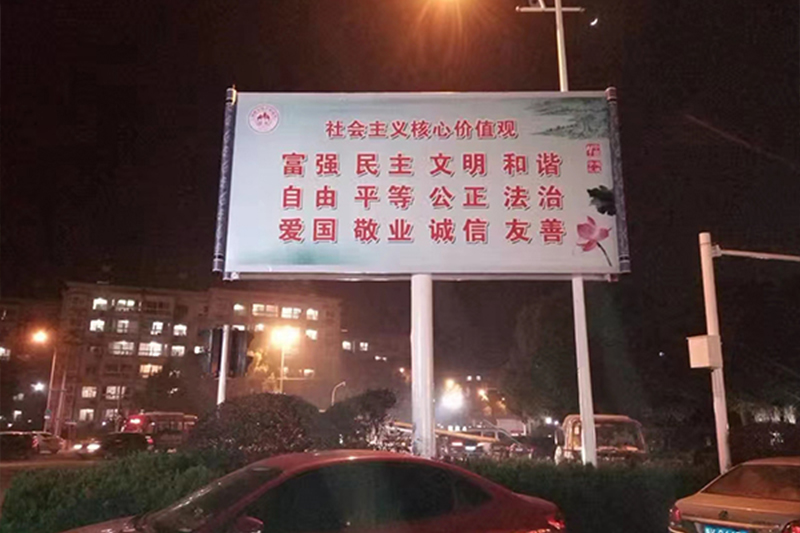 社会主义核心价值观
富强 民主 文明 和谐
自由 平等 公正 法治
爱国 敬业 诚信 友善